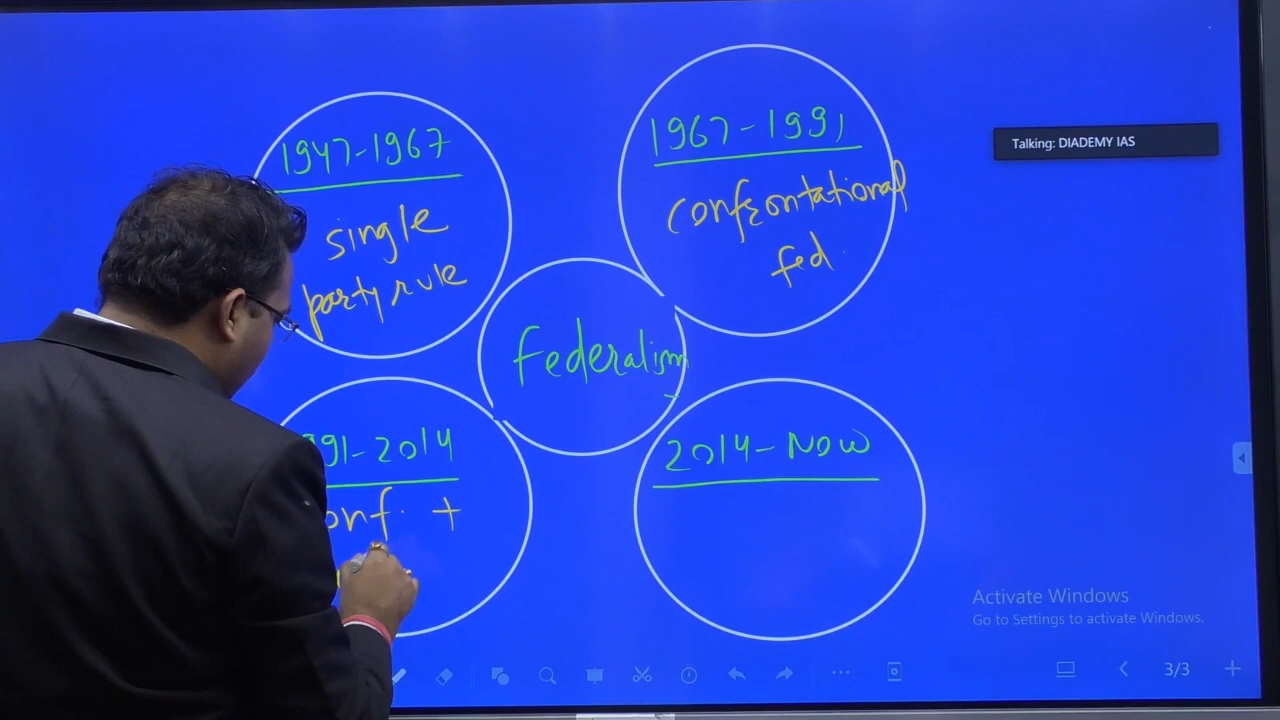 1947-1967
single
party rule
1967-1991
confrontational
fed.
Federalism
991-2014
onf. +
2014-Now
Talking: DIADEMY IAS
Activate Windows
Go to Settings to activate Windows.
3/3